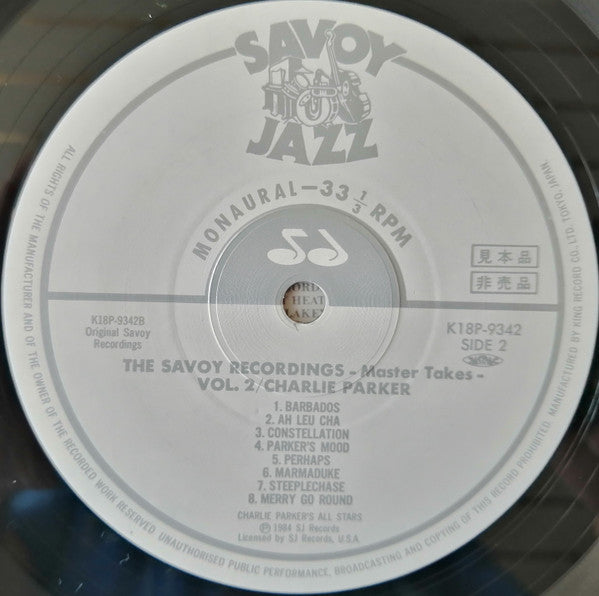 SAVOY
JAZZ
MONAURAL-33 1/3 RPM
見本品
非売品
K18P-9342B
Original Savoy
Recordings
K18P-9342
SIDE 2
THE SAVOY RECORDINGS - Master Takes -
VOL. 2/CHARLIE PARKER
1. BARBADOS
2. AH LEU CHA
3. CONSTELLATION
4. PARKER'S MOOD
5. PERHAPS
6. MARMADUKE
7. STEEPLECHASE
8. MERRY GO ROUND
CHARLIE PARKER'S ALL STARS
Ⓟ 1984 SJ Records
Licensed by SJ Records, U.S.A.
ALL RIGHTS OF THE MANUFACTURER AND OF THE OWNER OF THE RECORDED WORK RESERVED UNAUTHORISED PUBLIC PERFORMANCE, BROADCASTING AND COPYING OF THIS RECORD PROHIBITED. MANUFACTURED BY KING RECORD CO., LTD. TOKYO, JAPAN